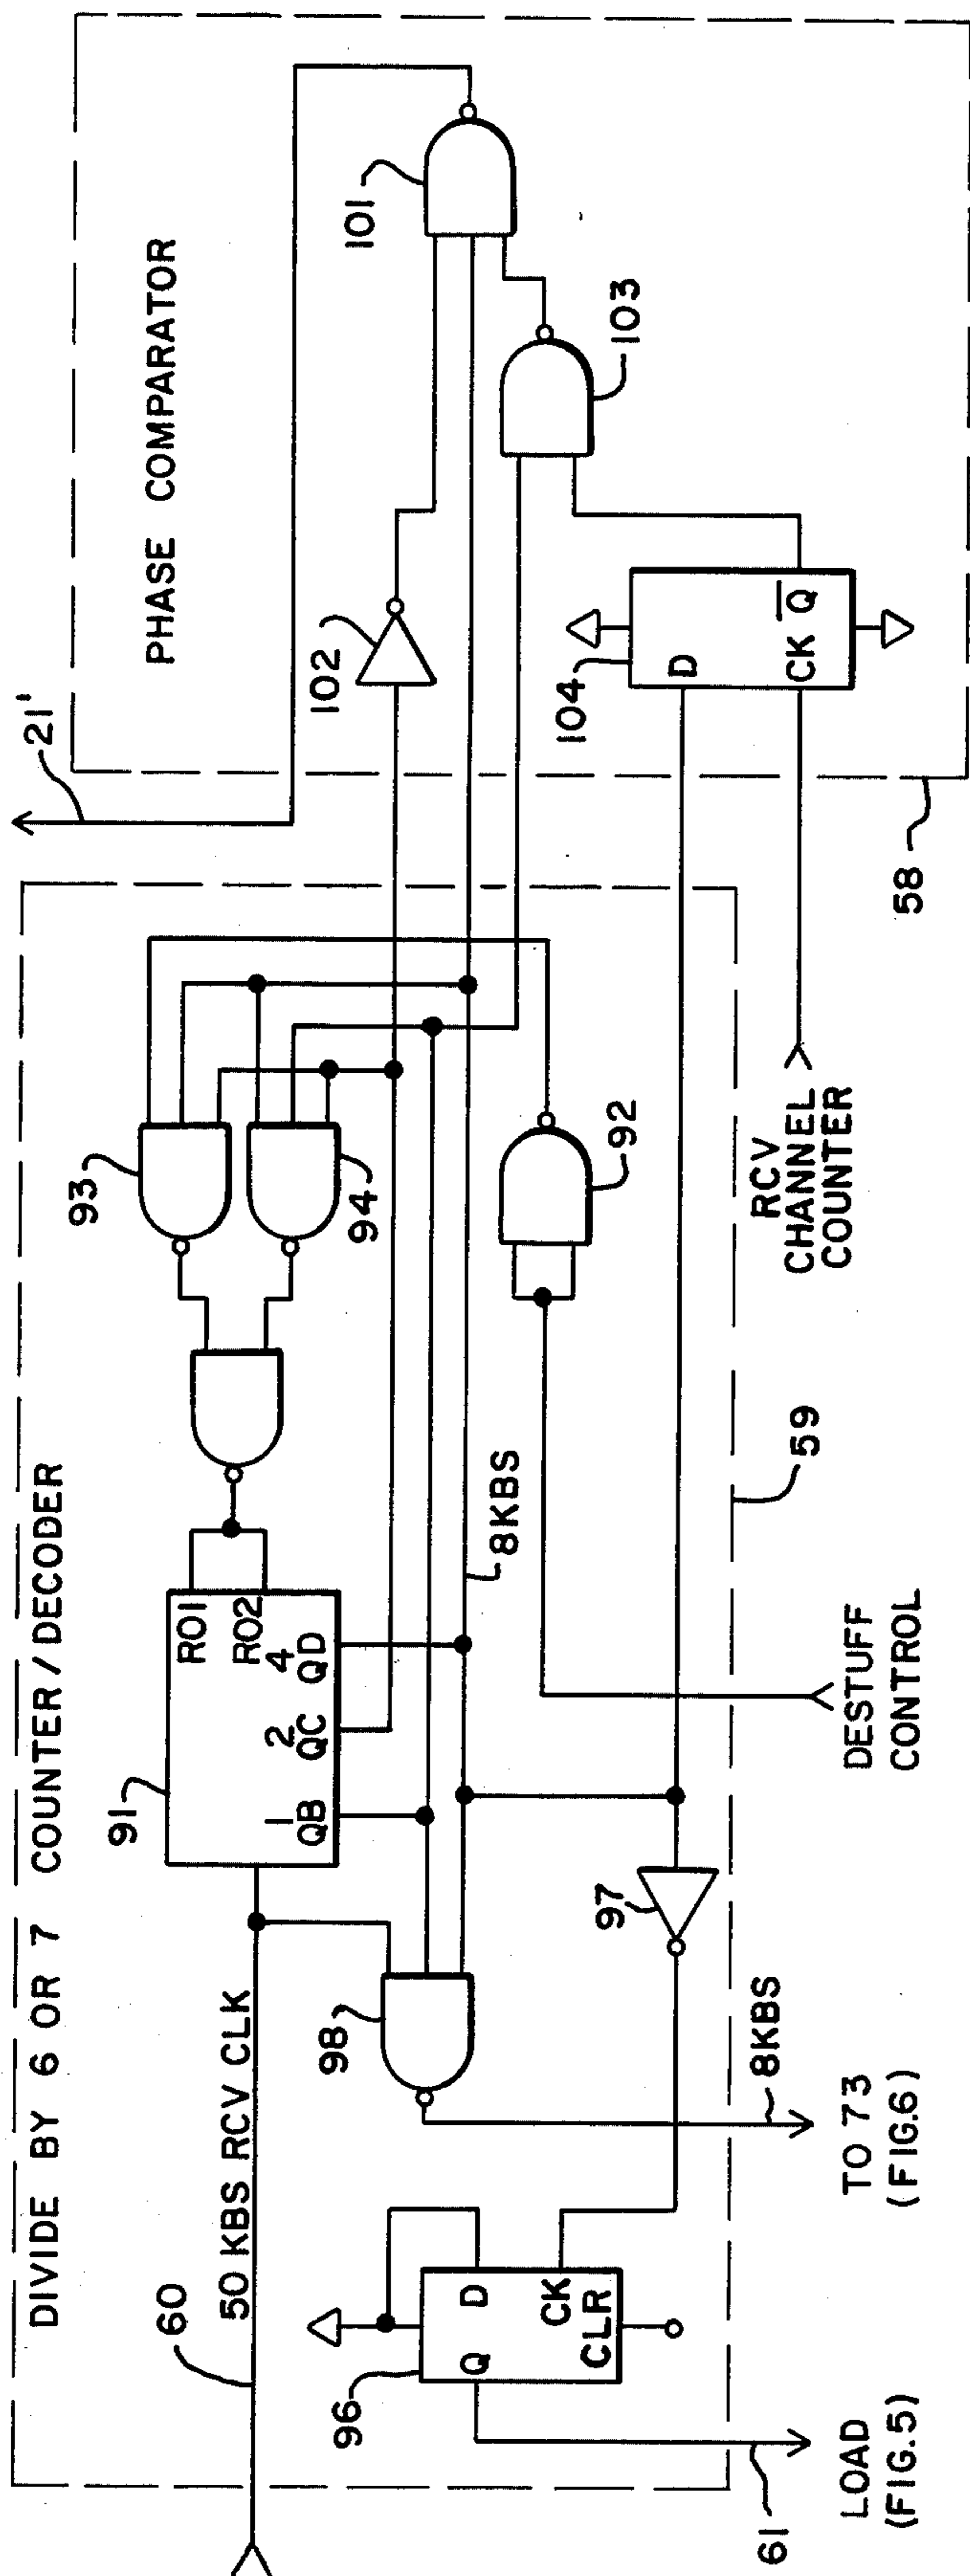 DIVIDE BY 6 OR 7 COUNTER/DECODER
PHASE COMPARATOR
21'
60
50 KBS RCV CLK
91
RO1
RO2
1
QB
2
QC
4
QD
93
94
92
98
97
96
D
Q
CK
CLR
8KBS
8KBS
101
102
103
104
D
CK
Q̅
58
59
61
LOAD
(FIG.5)
TO 73
(FIG.6)
DESTUFF
CONTROL
RCV
CHANNEL
COUNTER